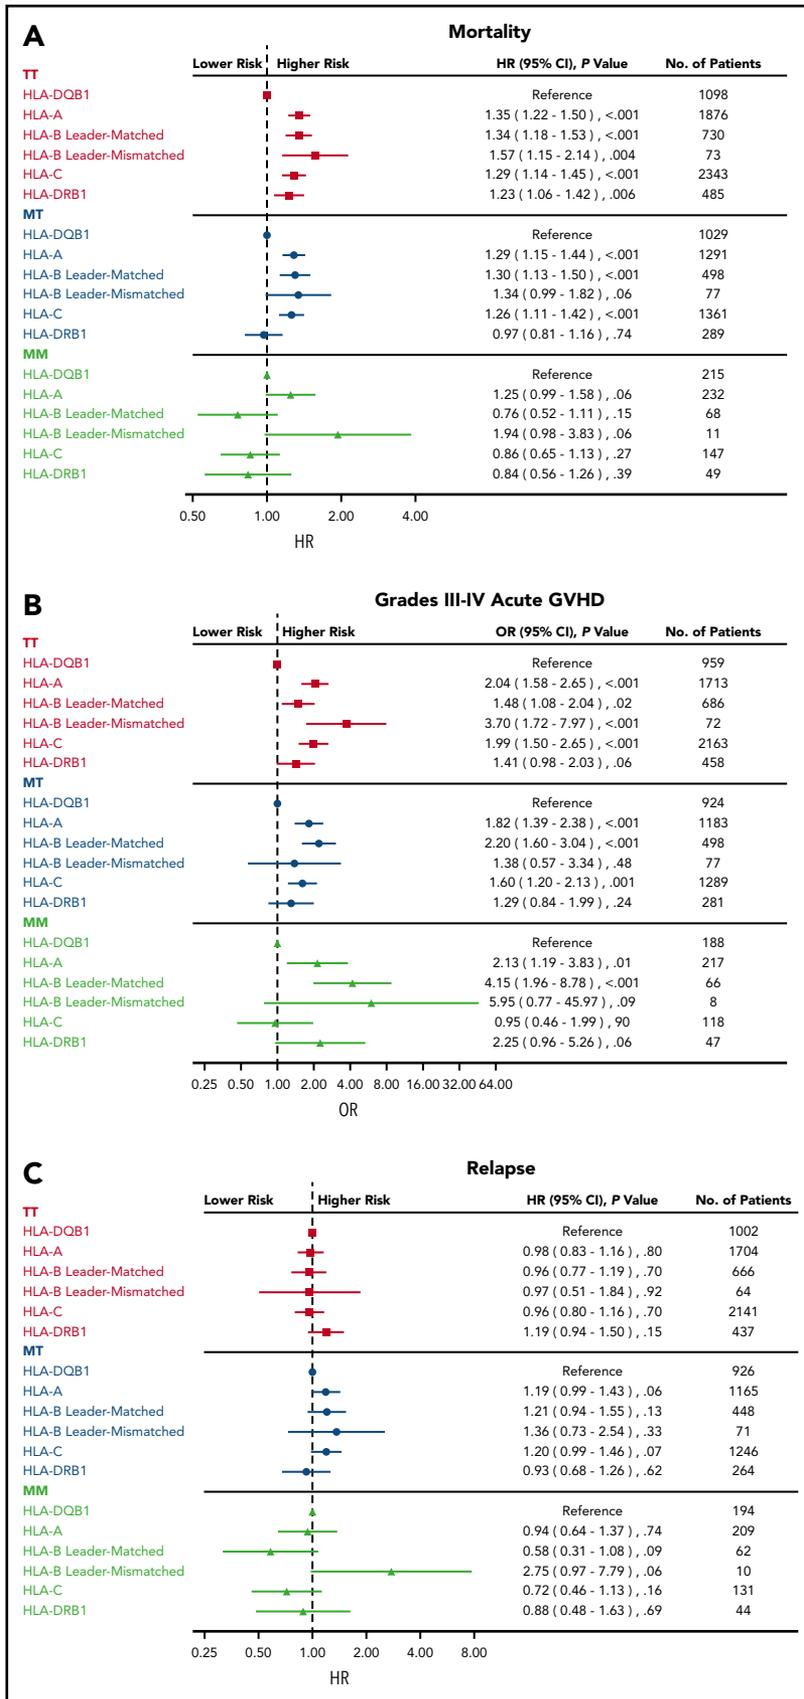 A
Mortality
Lower Risk Higher Risk HR (95% CI), P Value No. of Patients
TT
HLA-DQB1 Reference 1098
HLA-A 1.35 ( 1.22 - 1.50 ) , <.001 1876
HLA-B Leader-Matched 1.34 ( 1.18 - 1.53 ) , <.001 730
HLA-B Leader-Mismatched 1.57 ( 1.15 - 2.14 ) , .004 73
HLA-C 1.29 ( 1.14 - 1.45 ) , <.001 2343
HLA-DRB1 1.23 ( 1.06 - 1.42 ) , .006 485
MT
HLA-DQB1 Reference 1029
HLA-A 1.29 ( 1.15 - 1.44 ) , <.001 1291
HLA-B Leader-Matched 1.30 ( 1.13 - 1.50 ) , <.001 498
HLA-B Leader-Mismatched 1.34 ( 0.99 - 1.82 ) , .06 77
HLA-C 1.26 ( 1.11 - 1.42 ) , <.001 1361
HLA-DRB1 0.97 ( 0.81 - 1.16 ) , .74 289
MM
HLA-DQB1 Reference 215
HLA-A 1.25 ( 0.99 - 1.58 ) , .06 232
HLA-B Leader-Matched 0.76 ( 0.52 - 1.11 ) , .15 68
HLA-B Leader-Mismatched 1.94 ( 0.98 - 3.83 ) , .06 11
HLA-C 0.86 ( 0.65 - 1.13 ) , .27 147
HLA-DRB1 0.84 ( 0.56 - 1.26 ) , .39 49
0.50 1.00 2.00 4.00
HR
B
Grades III-IV Acute GVHD
Lower Risk Higher Risk OR (95% CI), P Value No. of Patients
TT
HLA-DQB1 Reference 959
HLA-A 2.04 ( 1.58 - 2.65 ) , <.001 1713
HLA-B Leader-Matched 1.48 ( 1.08 - 2.04 ) , .02 686
HLA-B Leader-Mismatched 3.70 ( 1.72 - 7.97 ) , <.001 72
HLA-C 1.99 ( 1.50 - 2.65 ) , <.001 2163
HLA-DRB1 1.41 ( 0.98 - 2.03 ) , .06 458
MT
HLA-DQB1 Reference 924
HLA-A 1.82 ( 1.39 - 2.38 ) , <.001 1183
HLA-B Leader-Matched 2.20 ( 1.60 - 3.04 ) , <.001 498
HLA-B Leader-Mismatched 1.38 ( 0.57 - 3.34 ) , .48 77
HLA-C 1.60 ( 1.20 - 2.13 ) , .001 1289
HLA-DRB1 1.29 ( 0.84 - 1.99 ) , .24 281
MM
HLA-DQB1 Reference 188
HLA-A 2.13 ( 1.19 - 3.83 ) , .01 217
HLA-B Leader-Matched 4.15 ( 1.96 - 8.78 ) , <.001 66
HLA-B Leader-Mismatched 5.95 ( 0.77 - 45.97 ) , .09 8
HLA-C 0.95 ( 0.46 - 1.99 ) , 90 118
HLA-DRB1 2.25 ( 0.96 - 5.26 ) , .06 47
0.25 0.50 1.00 2.00 4.00 8.00 16.00 32.00 64.00
OR
C
Relapse
Lower Risk Higher Risk HR (95% CI), P Value No. of Patients
TT
HLA-DQB1 Reference 1002
HLA-A 0.98 ( 0.83 - 1.16 ) , .80 1704
HLA-B Leader-Matched 0.96 ( 0.77 - 1.19 ) , .70 666
HLA-B Leader-Mismatched 0.97 ( 0.51 - 1.84 ) , .92 64
HLA-C 0.96 ( 0.80 - 1.16 ) , .70 2141
HLA-DRB1 1.19 ( 0.94 - 1.50 ) , .15 437
MT
HLA-DQB1 Reference 926
HLA-A 1.19 ( 0.99 - 1.43 ) , .06 1165
HLA-B Leader-Matched 1.21 ( 0.94 - 1.55 ) , .13 448
HLA-B Leader-Mismatched 1.36 ( 0.73 - 2.54 ) , .33 71
HLA-C 1.20 ( 0.99 - 1.46 ) , .07 1246
HLA-DRB1 0.93 ( 0.68 - 1.26 ) , .62 264
MM
HLA-DQB1 Reference 194
HLA-A 0.94 ( 0.64 - 1.37 ) , .74 209
HLA-B Leader-Matched 0.58 ( 0.31 - 1.08 ) , .09 62
HLA-B Leader-Mismatched 2.75 ( 0.97 - 7.79 ) , .06 10
HLA-C 0.72 ( 0.46 - 1.13 ) , .16 131
HLA-DRB1 0.88 ( 0.48 - 1.63 ) , .69 44
0.25 0.50 1.00 2.00 4.00 8.00
HR